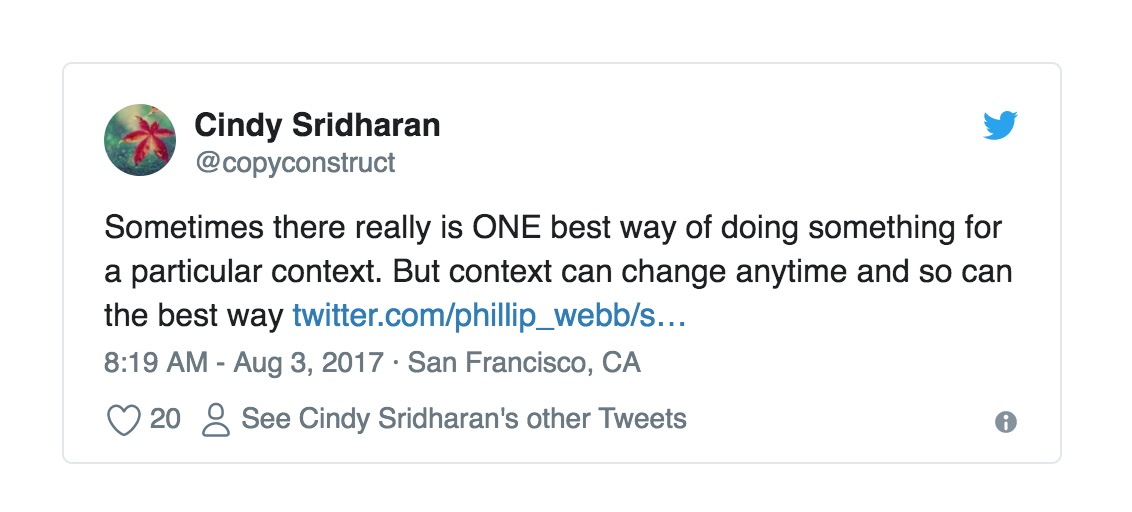 Cindy Sridharan
@copyconstruct
Sometimes there really is ONE best way of doing something for
a particular context. But context can change anytime and so can
the best way twitter.com/phillip_webb/s…
8:19 AM - Aug 3, 2017 · San Francisco, CA
20 See Cindy Sridharan's other Tweets